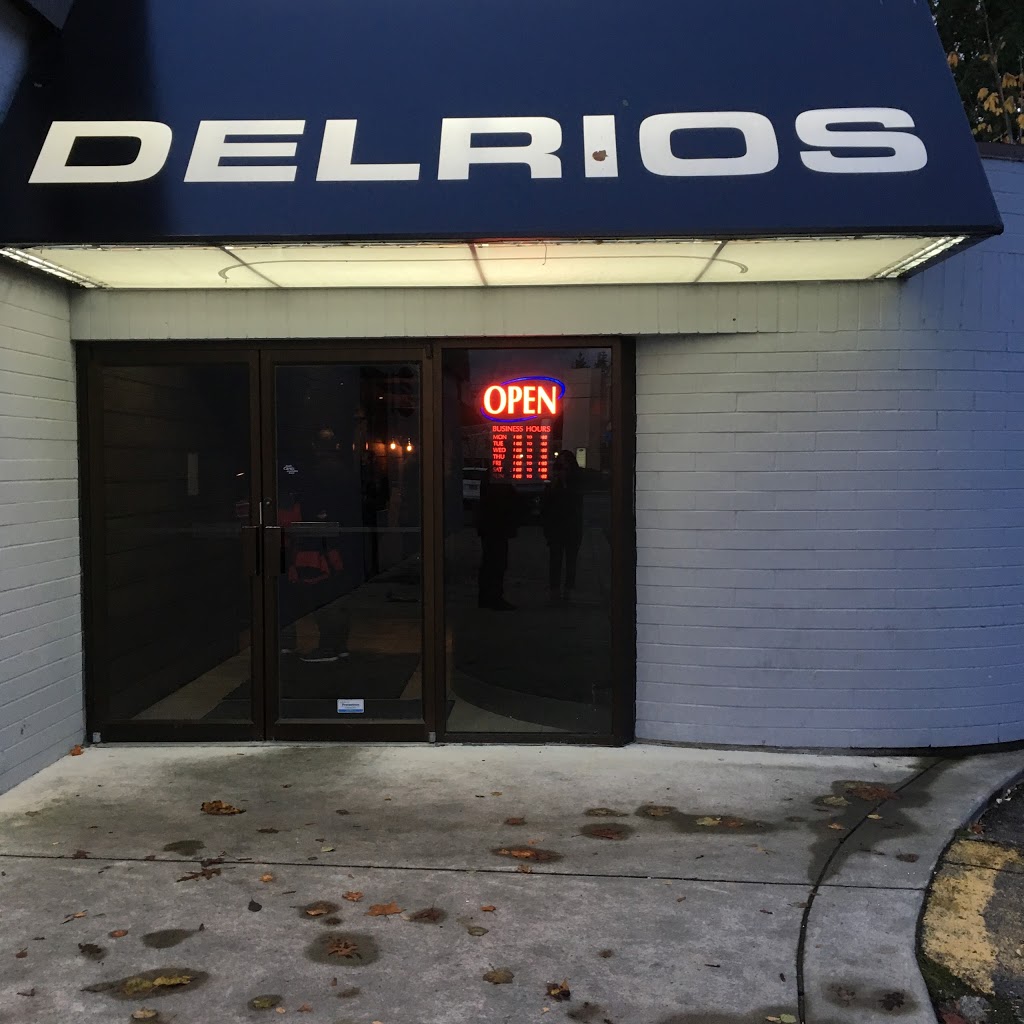 DELRIOS
OPEN
BUSINESS HOURS
MON
TUE
WED
THU
FRI
SAT